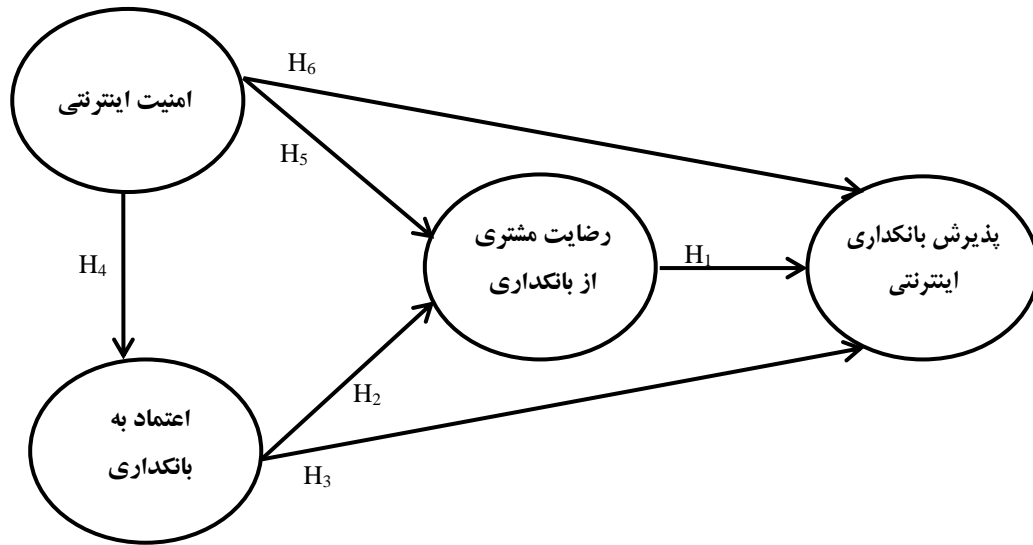 H6
امنیت اینترنتی
H5
رضایت مشتری
از بانکداری
پذیرش بانکداری
اینترنتی
H1
H4
H2
اعتماد به
بانکداری
H3